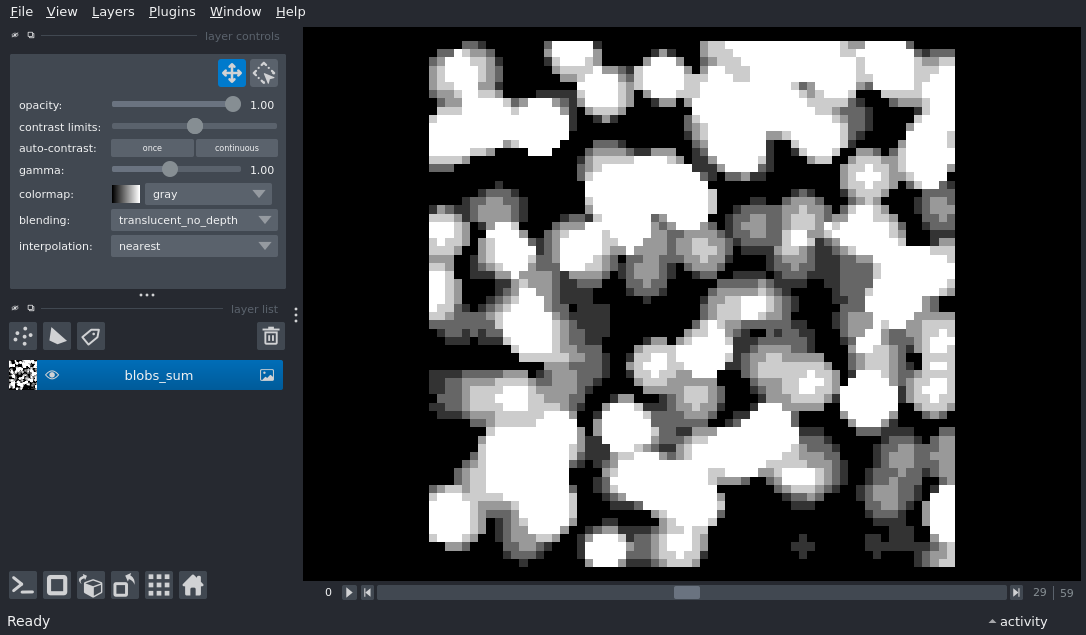 File View Layers Plugins Window Help
layer controls
opacity: 1.00
contrast limits:
auto-contrast: once continuous
gamma: 1.00
colormap: gray
blending: translucent_no_depth
interpolation: nearest
layer list
blobs_sum
0 29 59
Ready activity